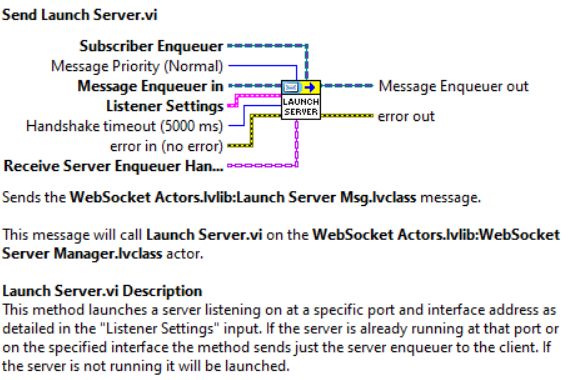 Send Launch Server.vi
Subscriber Enqueuer
Message Priority (Normal)
Message Enqueuer in
Message Enqueuer out
Listener Settings
LAUNCH
SERVER
error out
Handshake timeout (5000 ms)
error in (no error)
Receive Server Enqueuer Han...
Sends the WebSocket Actors.lvlib:Launch Server Msg.lvclass message.
This message will call Launch Server.vi on the WebSocket Actors.lvlib:WebSocket
Server Manager.lvclass actor.
Launch Server.vi Description
This method launches a server listening on at a specific port and interface address as
detailed in the "Listener Settings" input. If the server is already running at that port or
on the specified interface the method sends just the server enqueuer to the client. If
the server is not running it will be launched.